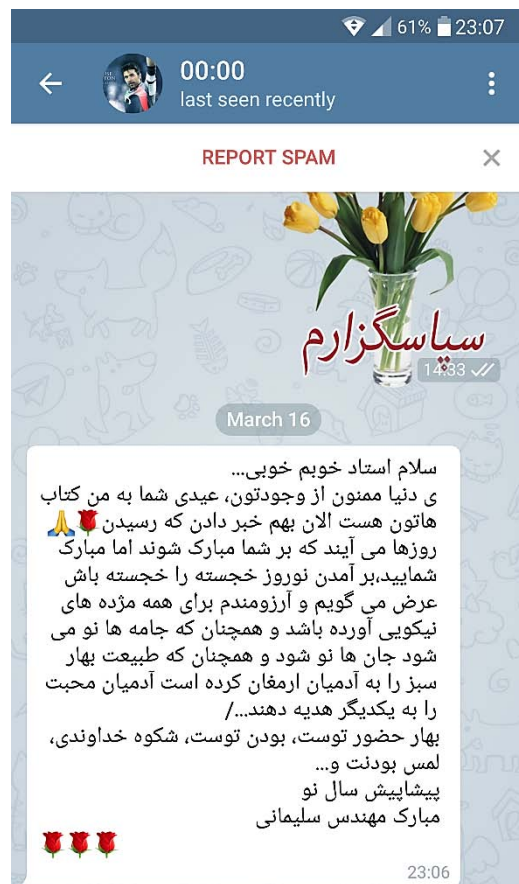 61% 23:07
00:00
last seen recently
REPORT SPAM
سپاسگزارم
14:33
March 16
سلام استاد خوبم خوبی...
ی دنیا ممنون از وجودتون، عیدی شما به من کتاب
هاتون هست الان بهم خبر دادن که رسیدن🌹🙏
روزها می آیند که بر شما مبارک شوند اما مبارک
شمایید،بر آمدن نوروز خجسته را خجسته باش
عرض می گویم و آرزومندم برای همه مژده های
نیکویی آورده باشد و همچنان که جامه ها نو می
شود جان ها نو شود و همچنان که طبیعت بهار
سبز را به آدمیان ارمغان کرده است آدمیان محبت
را به یکدیگر هدیه دهند.../
بهار حضور توست، بودن توست، شکوه خداوندی،
لمس بودنت و...
پیشاپیش سال نو
مبارک مهندس سلیمانی
🌹🌹🌹
23:06